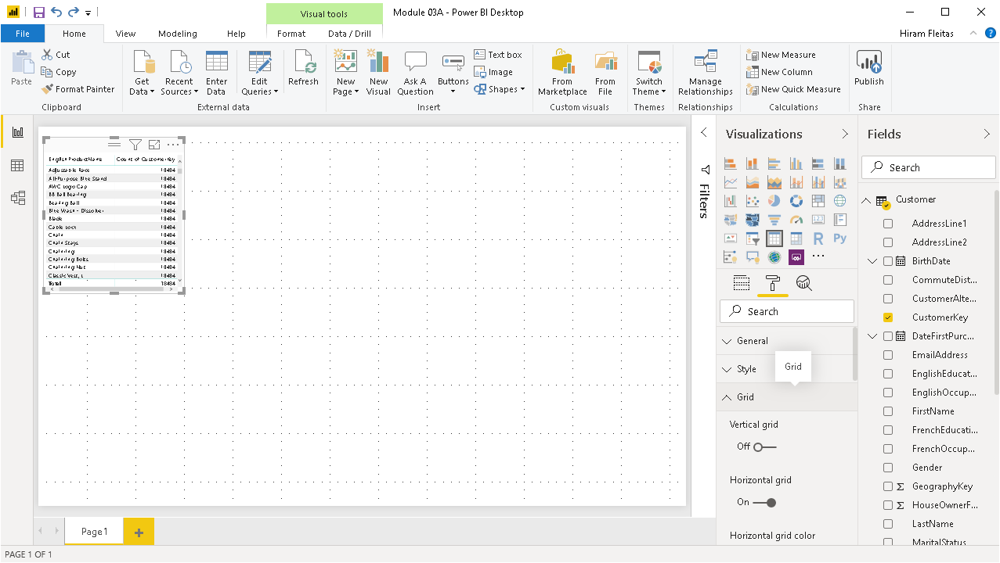 Visual tools
Module 03A - Power BI Desktop
File
Home
View
Modeling
Help
Format
Data / Drill
Hiram Fleitas
Paste
Cut
Copy
Format Painter
Clipboard
Get Data
Recent Sources
Enter Data
Edit Queries
External data
Refresh
New Page
New Visual
Ask A Question
Buttons
Text box
Image
Shapes
Insert
From Marketplace
From File
Custom visuals
Switch Theme
Themes
Manage Relationships
Relationships
New Measure
New Column
New Quick Measure
Calculations
Publish
Share
EnglishProductName Count of CustomerKey
Adjustable Race 18484
All-Purpose Bike Stand 18484
AWC Logo Cap 18484
BB Ball Bearing 18484
Bearing Ball 18484
Bike Wash - Dissolver 18484
Blade 18484
Cable Lock 18484
Chain 18484
Chain Stays 18484
Chainring 18484
Chainring Bolts 18484
Chainring Nut 18484
Classic Vest, L 18484
Total 18484
Filters
Visualizations
R
Py
123
Search
General
Style
Grid
Grid
Vertical grid
Off
Horizontal grid
On
Horizontal grid color
Fields
Search
Customer
AddressLine1
AddressLine2
BirthDate
CommuteDist...
CustomerAlte...
CustomerKey
DateFirstPurc...
EmailAddress
EnglishEducat...
EnglishOccup...
FirstName
FrenchEducati...
FrenchOccup...
Gender
GeographyKey
HouseOwnerF...
LastName
MaritalStatus
Page1
PAGE 1 OF 1